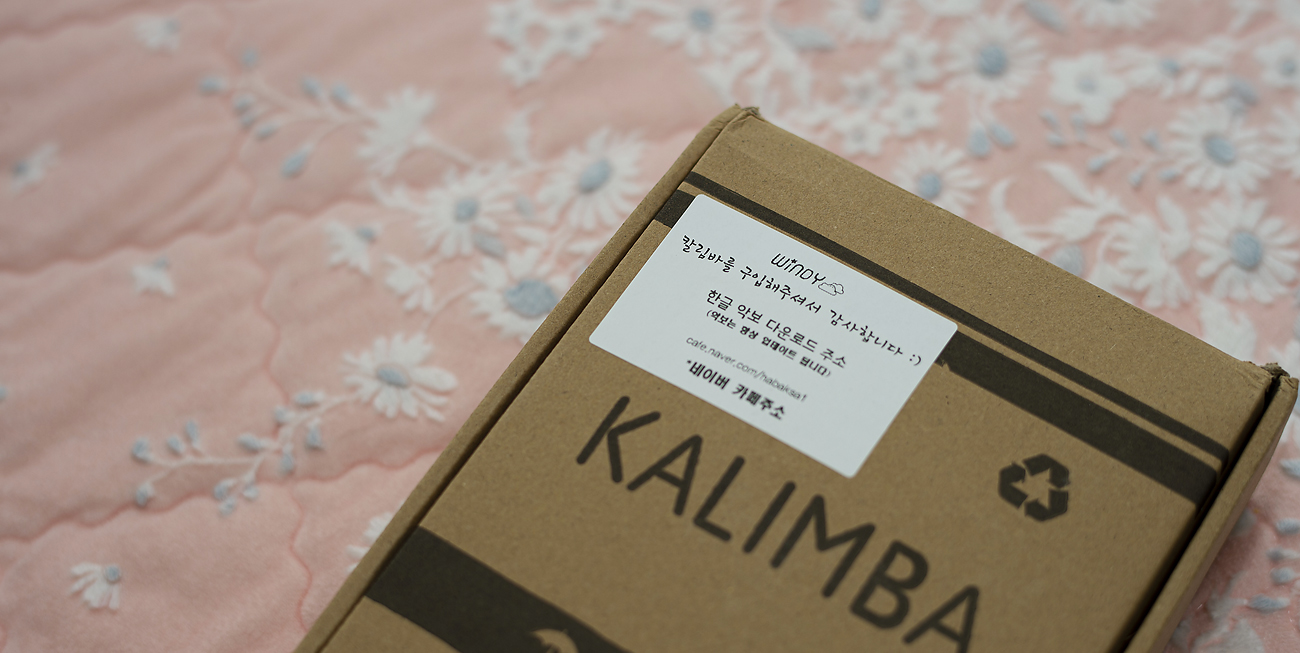 WINDY
칼림바를 구입해주셔서 감사합니다 :)
한글 악보 다운로드 주소
(악보는 항상 업데이트 됩니다)
cafe.naver.com/habaksa1
*네이버 카페주소
KALIMBA